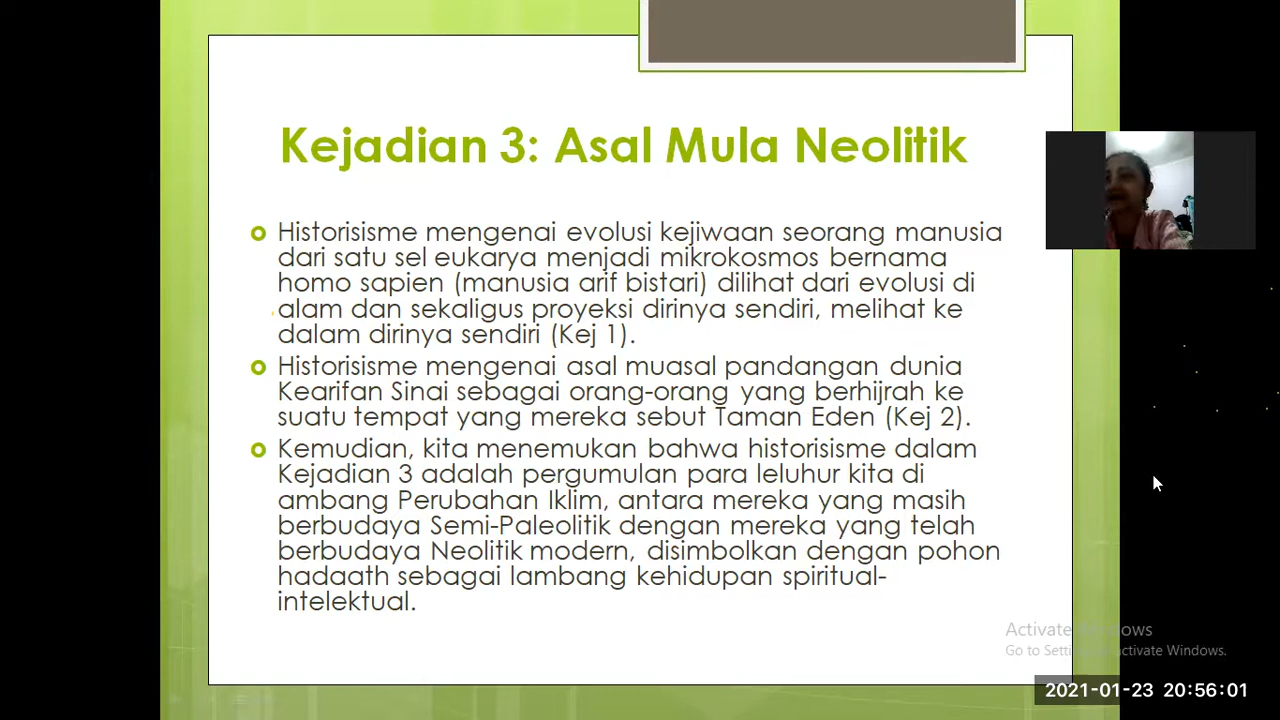 Kejadian 3: Asal Mula Neolitik
Historisisme mengenai evolusi kejiwaan seorang manusia
dari satu sel eukarya menjadi mikrokosmos bernama
homo sapien (manusia arif bistari) dilihat dari evolusi di
alam dan sekaligus proyeksi dirinya sendiri, melihat ke
dalam dirinya sendiri (Kej 1).
Historisisme mengenai asal muasal pandangan dunia
Kearifan Sinai sebagai orang-orang yang berhijrah ke
suatu tempat yang mereka sebut Taman Eden (Kej 2).
Kemudian, kita menemukan bahwa historisisme dalam
Kejadian 3 adalah pergumulan para leluhur kita di
ambang Perubahan Iklim, antara mereka yang masih
berbudaya Semi-Paleolitik dengan mereka yang telah
berbudaya Neolitik modern, disimbolkan dengan pohon
hadaath sebagai lambang kehidupan spiritual-
intelektual.
Activate Windows
Go to Settings to activate Windows.
2021-01-23 20:56:01